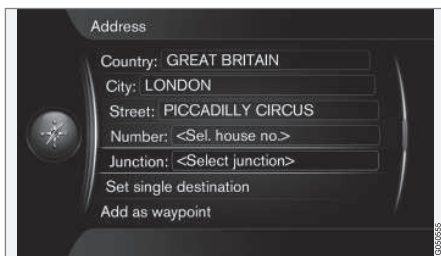 Address
Country: GREAT BRITAIN
City: LONDON
Street: PICCADILLY CIRCUS
Number: <Sel. house no.>
Junction: <Select junction>
Set single destination
Add as waypoint
G050555